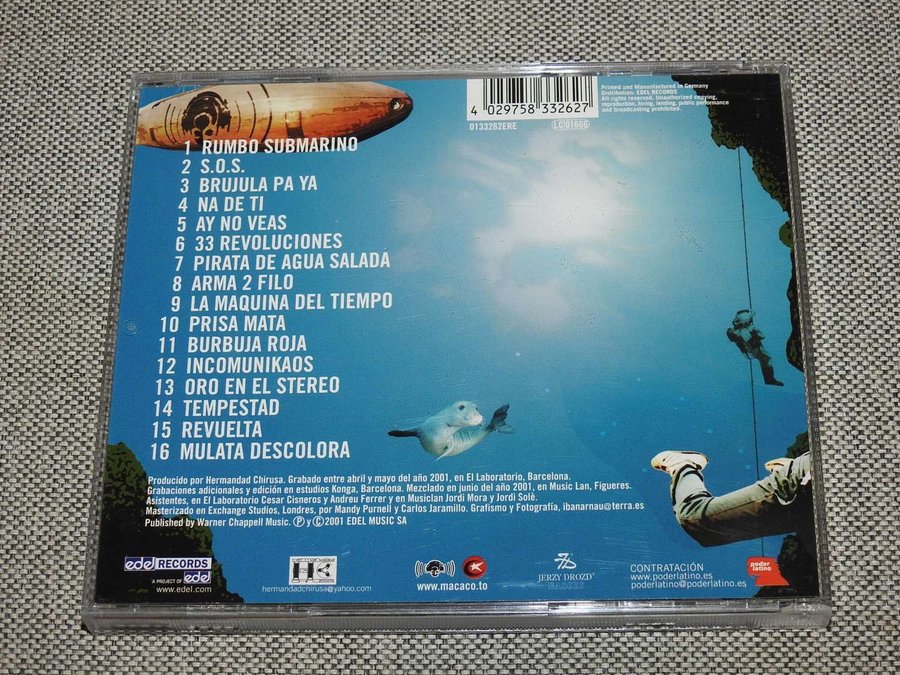 4 029758 332627
0133262ERE
LC 01666
Printed and Manunfactured in Germany
Distribution: EDEL RECORDS
All rights reserved. Unauthorized copying,
reproduction, hiring, lending, public performance
and broadcasting prohibited.
1 RUMBO SUBMARINO
2 S.O.S.
3 BRUJULA PA YA
4 NA DE TI
5 AY NO VEAS
6 33 REVOLUCIONES
7 PIRATA DE AGUA SALADA
8 ARMA 2 FILO
9 LA MAQUINA DEL TIEMPO
10 PRISA MATA
11 BURBUJA ROJA
12 INCOMUNIKAOS
13 ORO EN EL STEREO
14 TEMPESTAD
15 REVUELTA
16 MULATA DESCOLORA
Producido por Hermandad Chirusa. Grabado entre abril y mayo del año 2001, en El Laboratorio, Barcelona.
Grabaciones adicionales y edición en estudios Konga, Barcelona. Mezclado en junio del año 2001, en Music Lan, Figueres.
Asistentes, en El Laboratorio Cesar Cisneros y Andreu Ferrer y en Musiclan Jordi Mora y Jordi Solè.
Masterizado en Exchange Studios, Londres, por Mandy Purnell y Carlos Jaramillo. Grafismo y Fotografía, ibanarnau@terra.es
Published by Warner Chappell Music. Ⓟ y Ⓒ 2001 EDEL MUSIC SA
edel RECORDS
A PROJECT OF edel
www.edel.com
HK
hermandadchirusa@yahoo.com
www.macaco.to
JERZY DROZD
CONTRATACIÓN
www.poderlatino.es
poderlatino@poderlatino.es
poder
latino